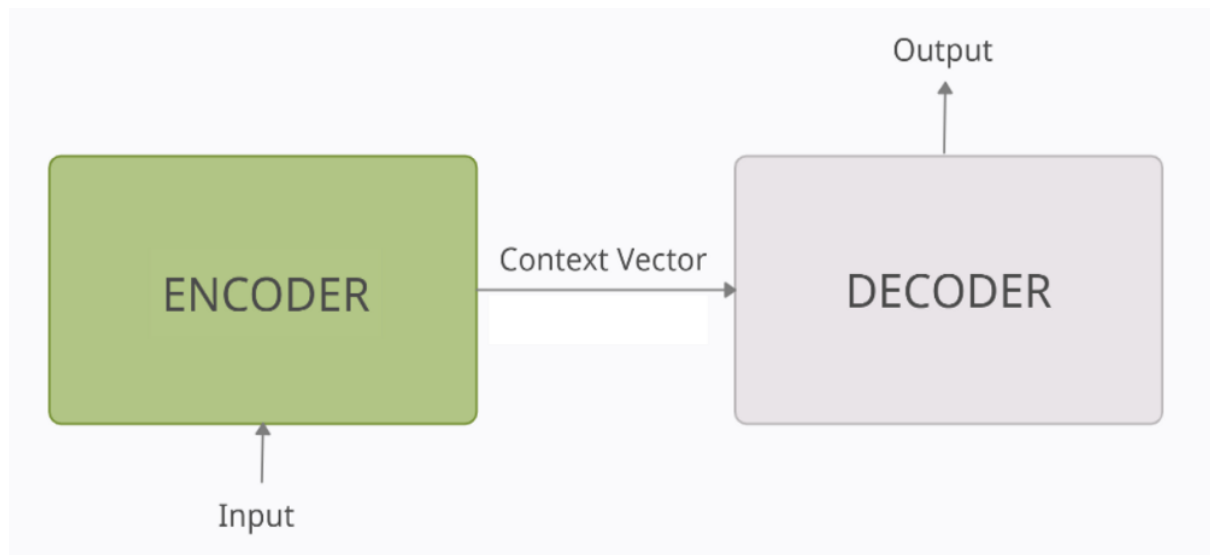 Output
Context Vector
ENCODER
DECODER
Input